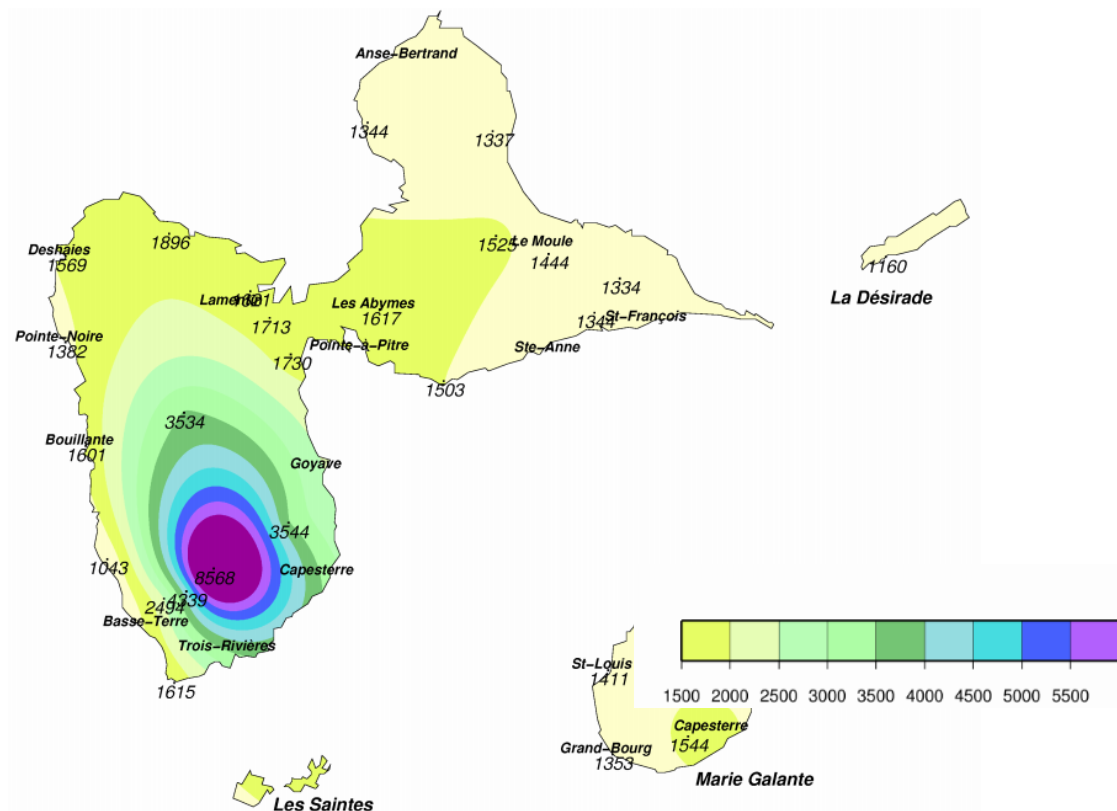 Anse-Bertrand
1344
1337
1896
Deshaies
1569
1525
Le Moule
1444
1160
La Désirade
1334
Les Abymes
1617
1713
1344
St-François
Pointe-Noire
1382
Pointe-à-Pitre
Ste-Anne
1730
1503
3534
Bouillante
1601
Goyave
3544
1043
8568
Capesterre
4339
2494
Basse-Terre
Trois-Rivières
1615
1500 2000 2500 3000 3500 4000 4500 5000 5500
St-Louis
1411
Capesterre
1544
Grand-Bourg
1353
Marie Galante
Les Saintes